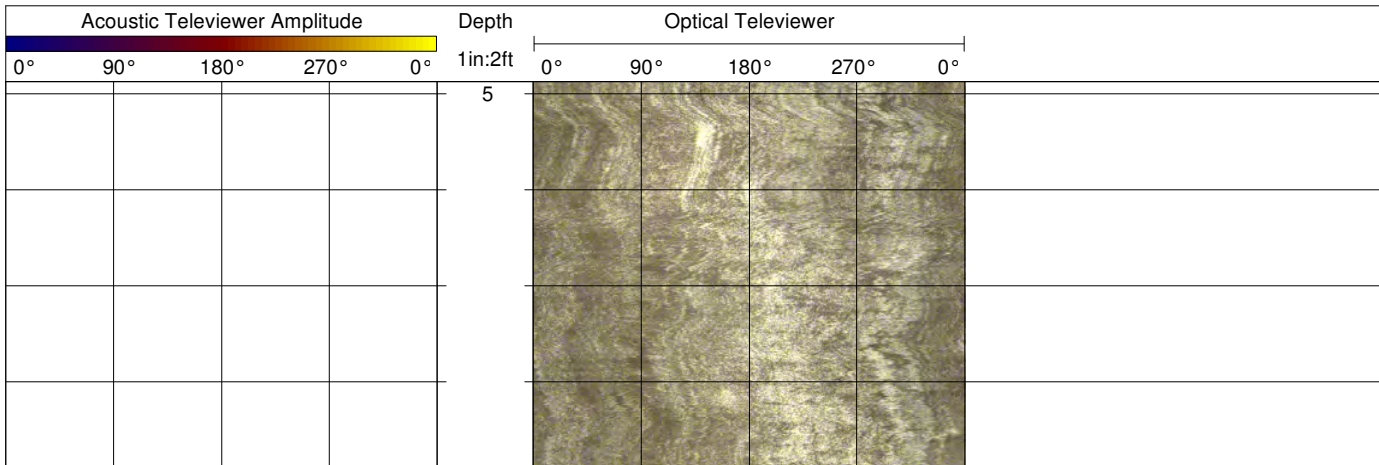 Acoustic Televiewer Amplitude
0° 90° 180° 270° 0°
Depth
1in:2ft
Optical Televiewer
0° 90° 180° 270° 0°
5